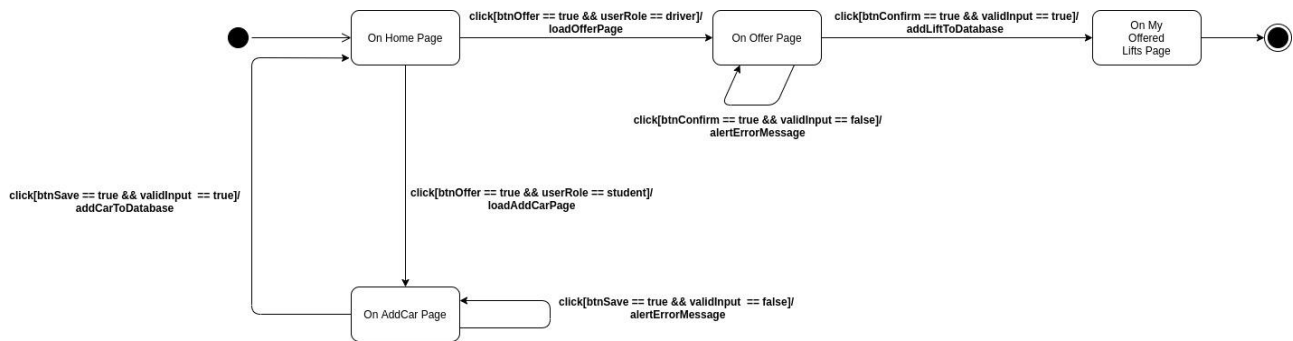 On Home Page
click[btnOffer == true && userRole == driver]/
loadOfferPage
On Offer Page
click[btnConfirm == true && validInput == true]/
addLiftToDatabase
On My
Offered
Lifts Page
click[btnConfirm == true && validInput == false]/
alertErrorMessage
click[btnSave == true && validInput == true]/
addCarToDatabase
click[btnOffer == true && userRole == student]/
loadAddCarPage
On AddCar Page
click[btnSave == true && validInput == false]/
alertErrorMessage